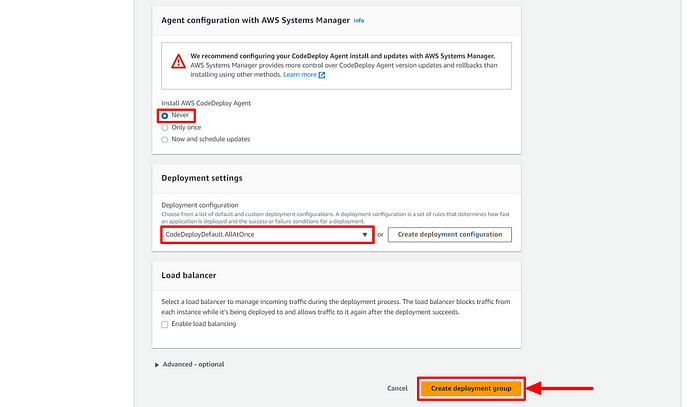 Agent configuration with AWS Systems Manager Info
We recommend configuring your CodeDeploy Agent install and updates with AWS Systems Manager.
AWS Systems Manager provides more control over CodeDeploy Agent version updates and rollbacks than
installing using other methods. Learn more
Install AWS CodeDeploy Agent
Never
Only once
Now and schedule updates
Deployment settings
Deployment configuration
Choose from a list of default and custom deployment configurations. A deployment configuration is a set of rules that determines how fast
an application is deployed and the success or failure conditions for a deployment.
CodeDeployDefault.AllAtOnce or Create deployment configuration
Load balancer
Select a load balancer to manage incoming traffic during the deployment process. The load balancer blocks traffic from
each instance while it's being deployed to and allows traffic to it again after the deployment succeeds.
Enable load balancing
Advanced - optional
Cancel Create deployment group